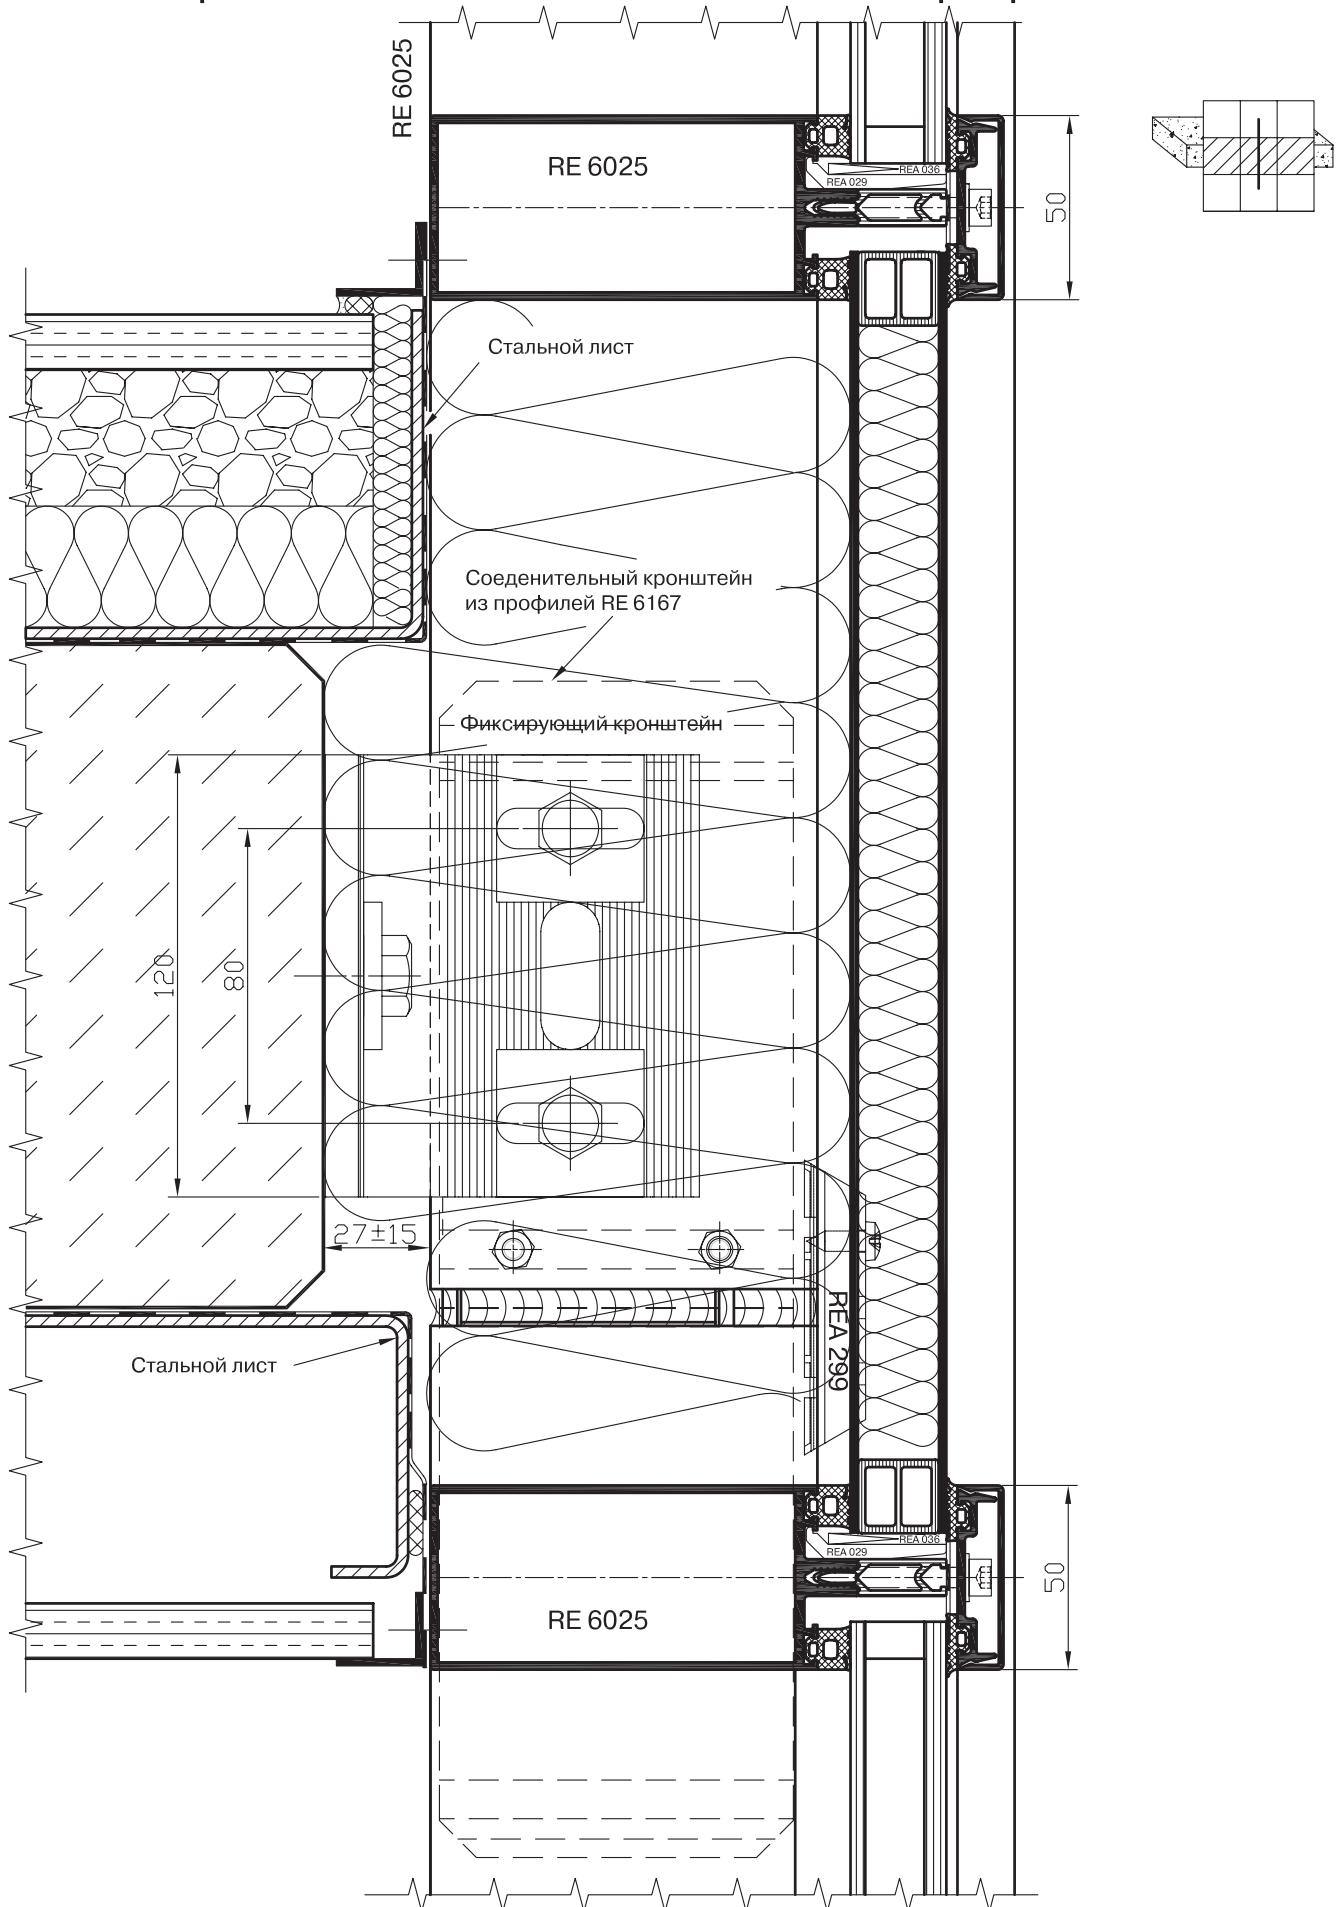 RE 6025
RE 6025
REA 036
REA 029
50
Стальной лист
Соеденительный кронштейн
из профилей RE 6167
Фиксирующий кронштейн
120
80
27±15
REA 299
Стальной лист
REA 036
REA 029
50
RE 6025